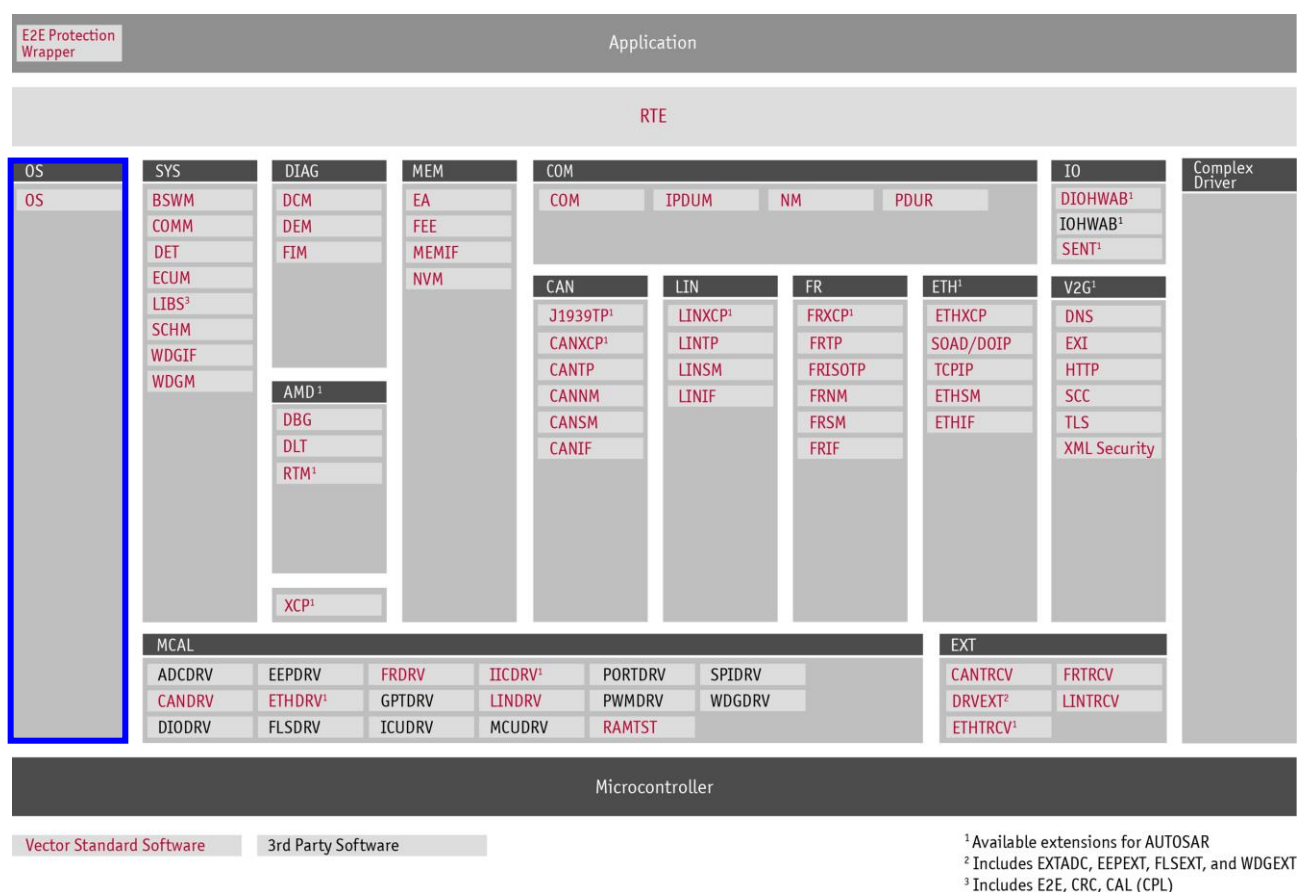 E2E Protection
Wrapper
Application
RTE
OS
OS
SYS
BSWM
COMM
DET
ECUM
LIBS³
SCHM
WDGIF
WDGM
DIAG
DCM
DEM
FIM
AMD¹
DBG
DLT
RTM¹
XCP¹
MEM
EA
FEE
MEMIF
NVM
COM
COM IPDUM NM PDUR
CAN
J1939TP¹
CANXCP¹
CANTP
CANNM
CANSM
CANIF
LIN
LINXCP¹
LINTP
LINSM
LINIF
FR
FRXCP¹
FRTP
FRISOTP
FRNM
FRSM
FRIF
ETH¹
ETHXCP
SOAD/DOIP
TCPIP
ETHSM
ETHIF
IO
DIOHWAB¹
IOHWAB¹
SENT¹
V2G¹
DNS
EXI
HTTP
SCC
TLS
XML Security
Complex
Driver
MCAL
ADCDRV EEPDRV FRDRV IICDRV¹ PORTDRV SPIDRV
CANDRV ETHDRV¹ GPTDRV LINDRV PWMDRV WDGDRV
DIODRV FLSDRV ICUDRV MCUDRV RAMTST
EXT
CANTRCV FRTRCV
DRVEXT² LINTRCV
ETHTRCV¹
Microcontroller
Vector Standard Software 3rd Party Software
¹ Available extensions for AUTOSAR
² Includes EXTADC, EEPEXT, FLSEXT, and WDGEXT
³ Includes E2E, CRC, CAL (CPL)